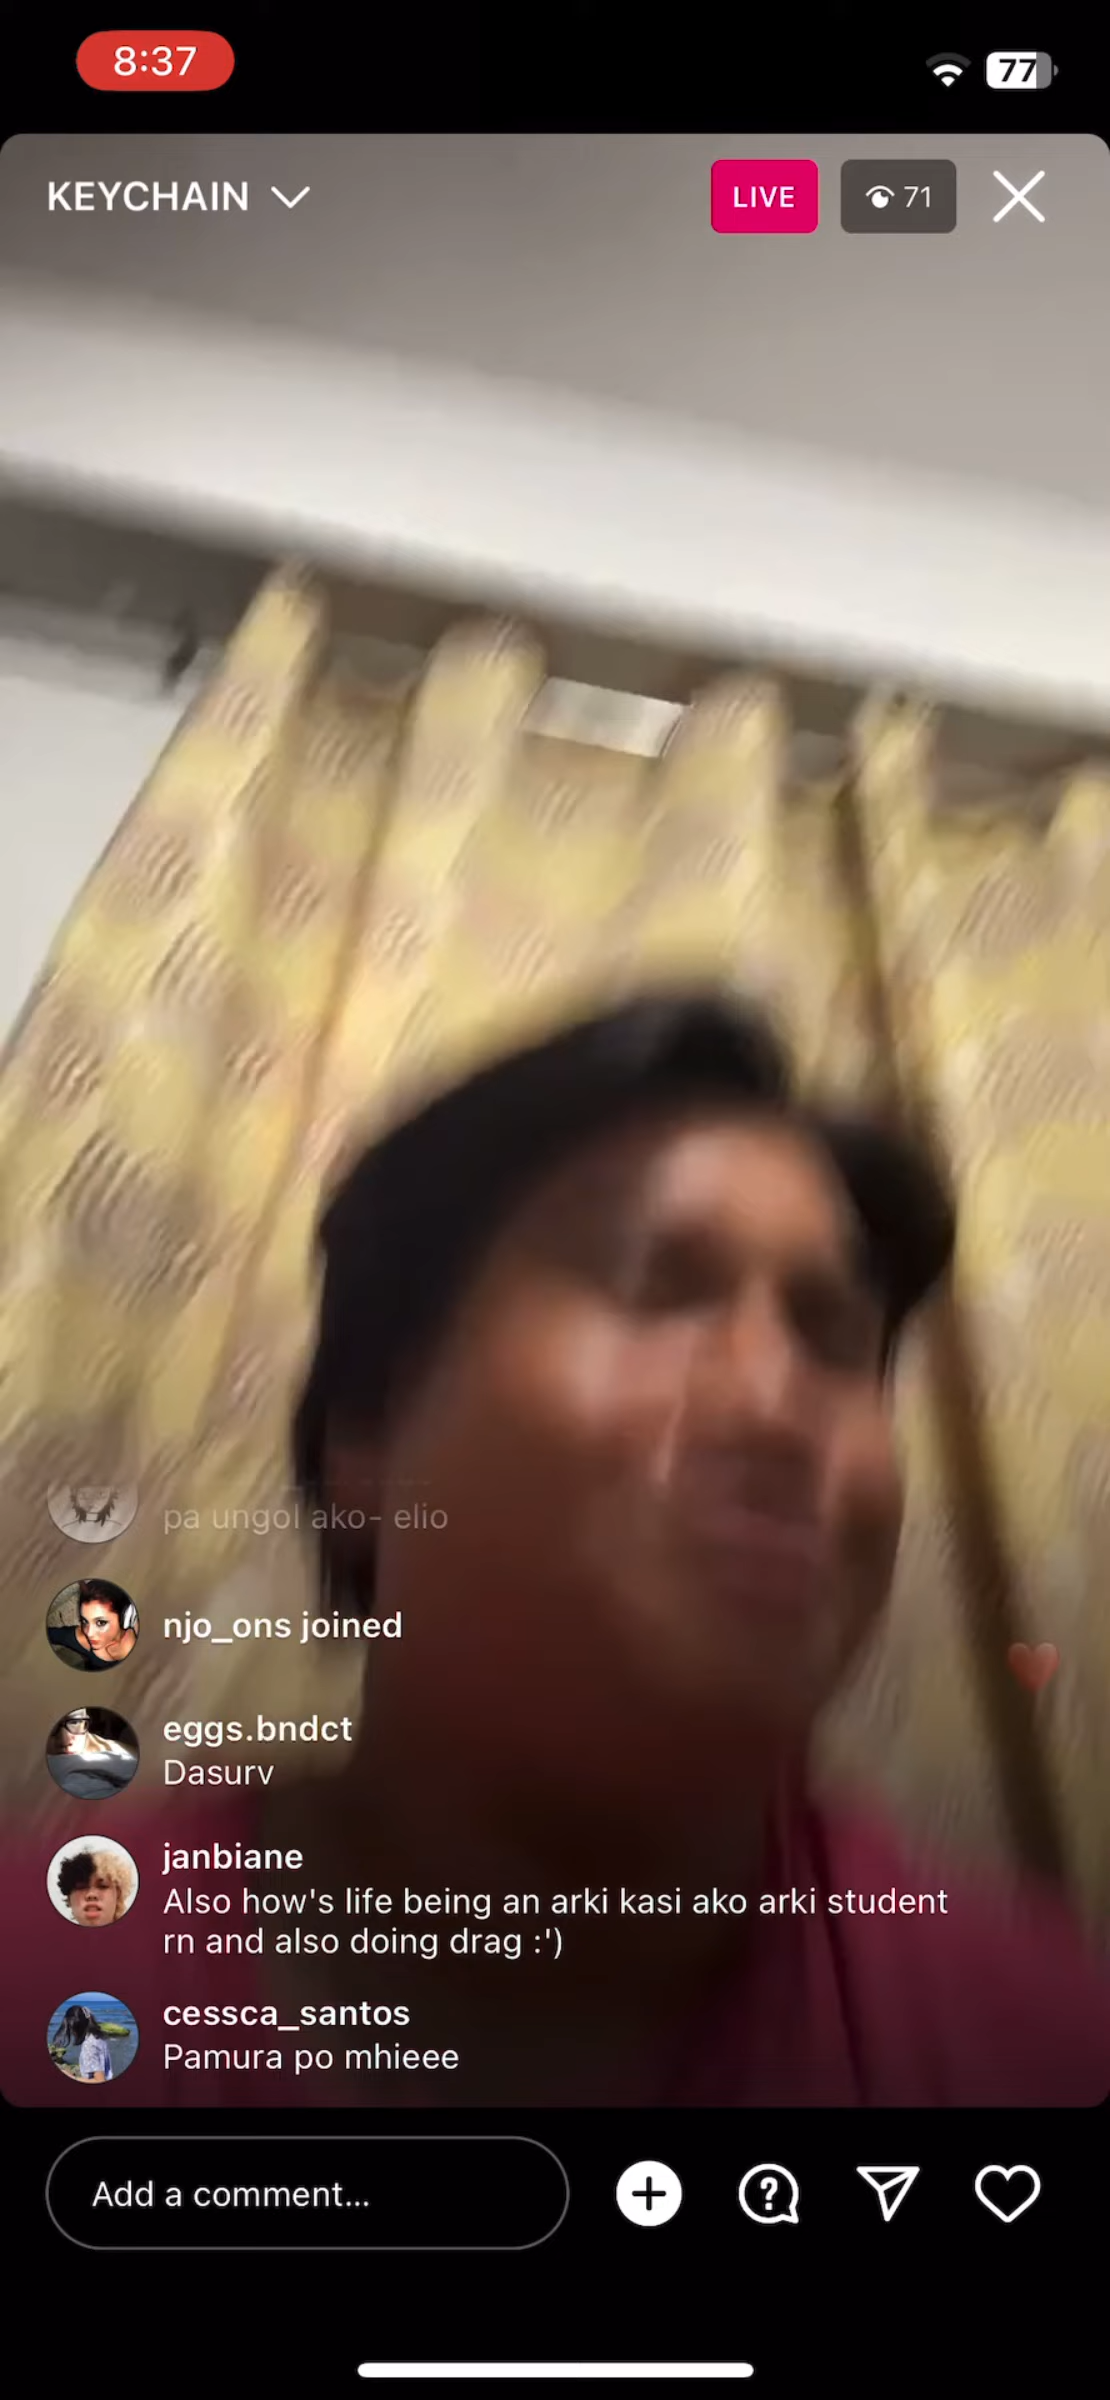 8:37
77
KEYCHAIN
LIVE
71
pa ungol ako- elio
njo_ons joined
eggs.bndct
Dasurv
janbiane
Also how's life being an arki kasi ako arki student
rn and also doing drag :')
cessca_santos
Pamura po mhieee
Add a comment...